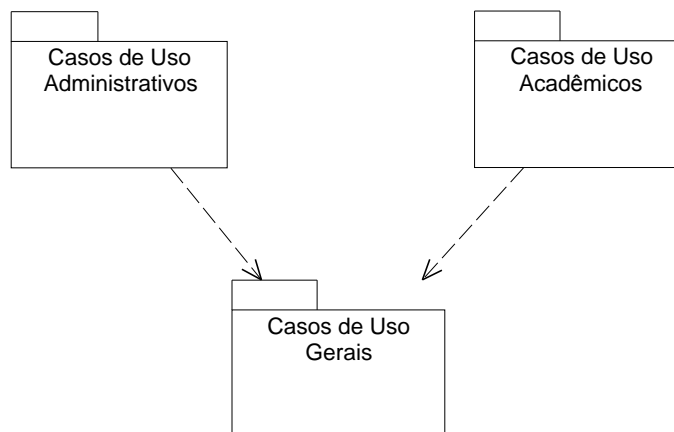 Casos de Uso
Administrativos
Casos de Uso
Acadêmicos
Casos de Uso
Gerais